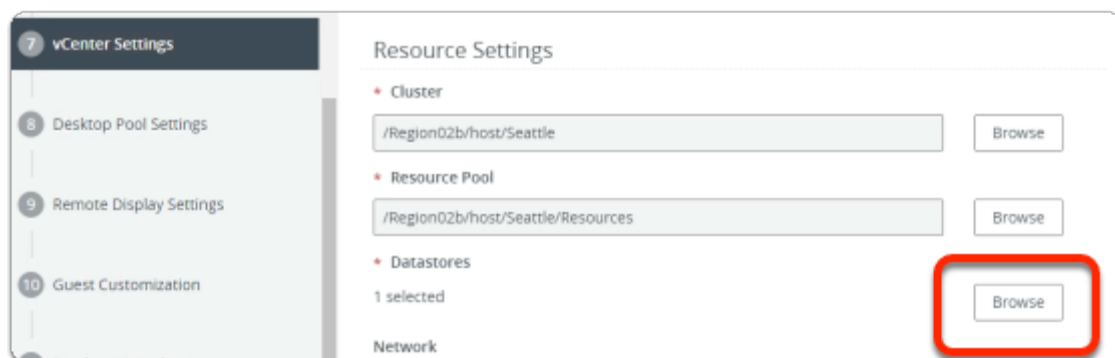 7 vCenter Settings
8 Desktop Pool Settings
9 Remote Display Settings
10 Guest Customization
Resource Settings
* Cluster
/Region02b/host/Seattle Browse
* Resource Pool
/Region02b/host/Seattle/Resources Browse
* Datastores
1 selected Browse
Network